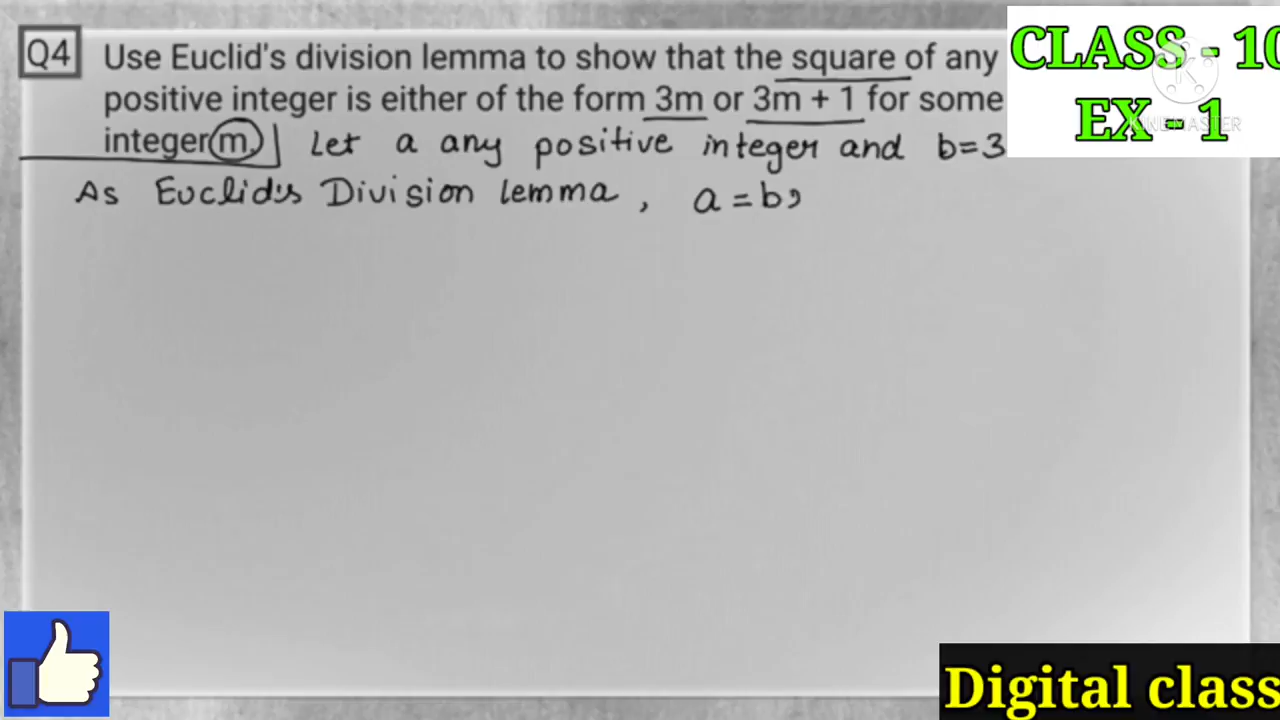 Q4 Use Euclid's division lemma to show that the square of any
positive integer is either of the form 3m or 3m + 1 for some
integer m. Let a any positive integer and b=3
As Euclid's Division lemma, a = b
CLASS - 10
EX - 1
KINEMASTER
Digital class